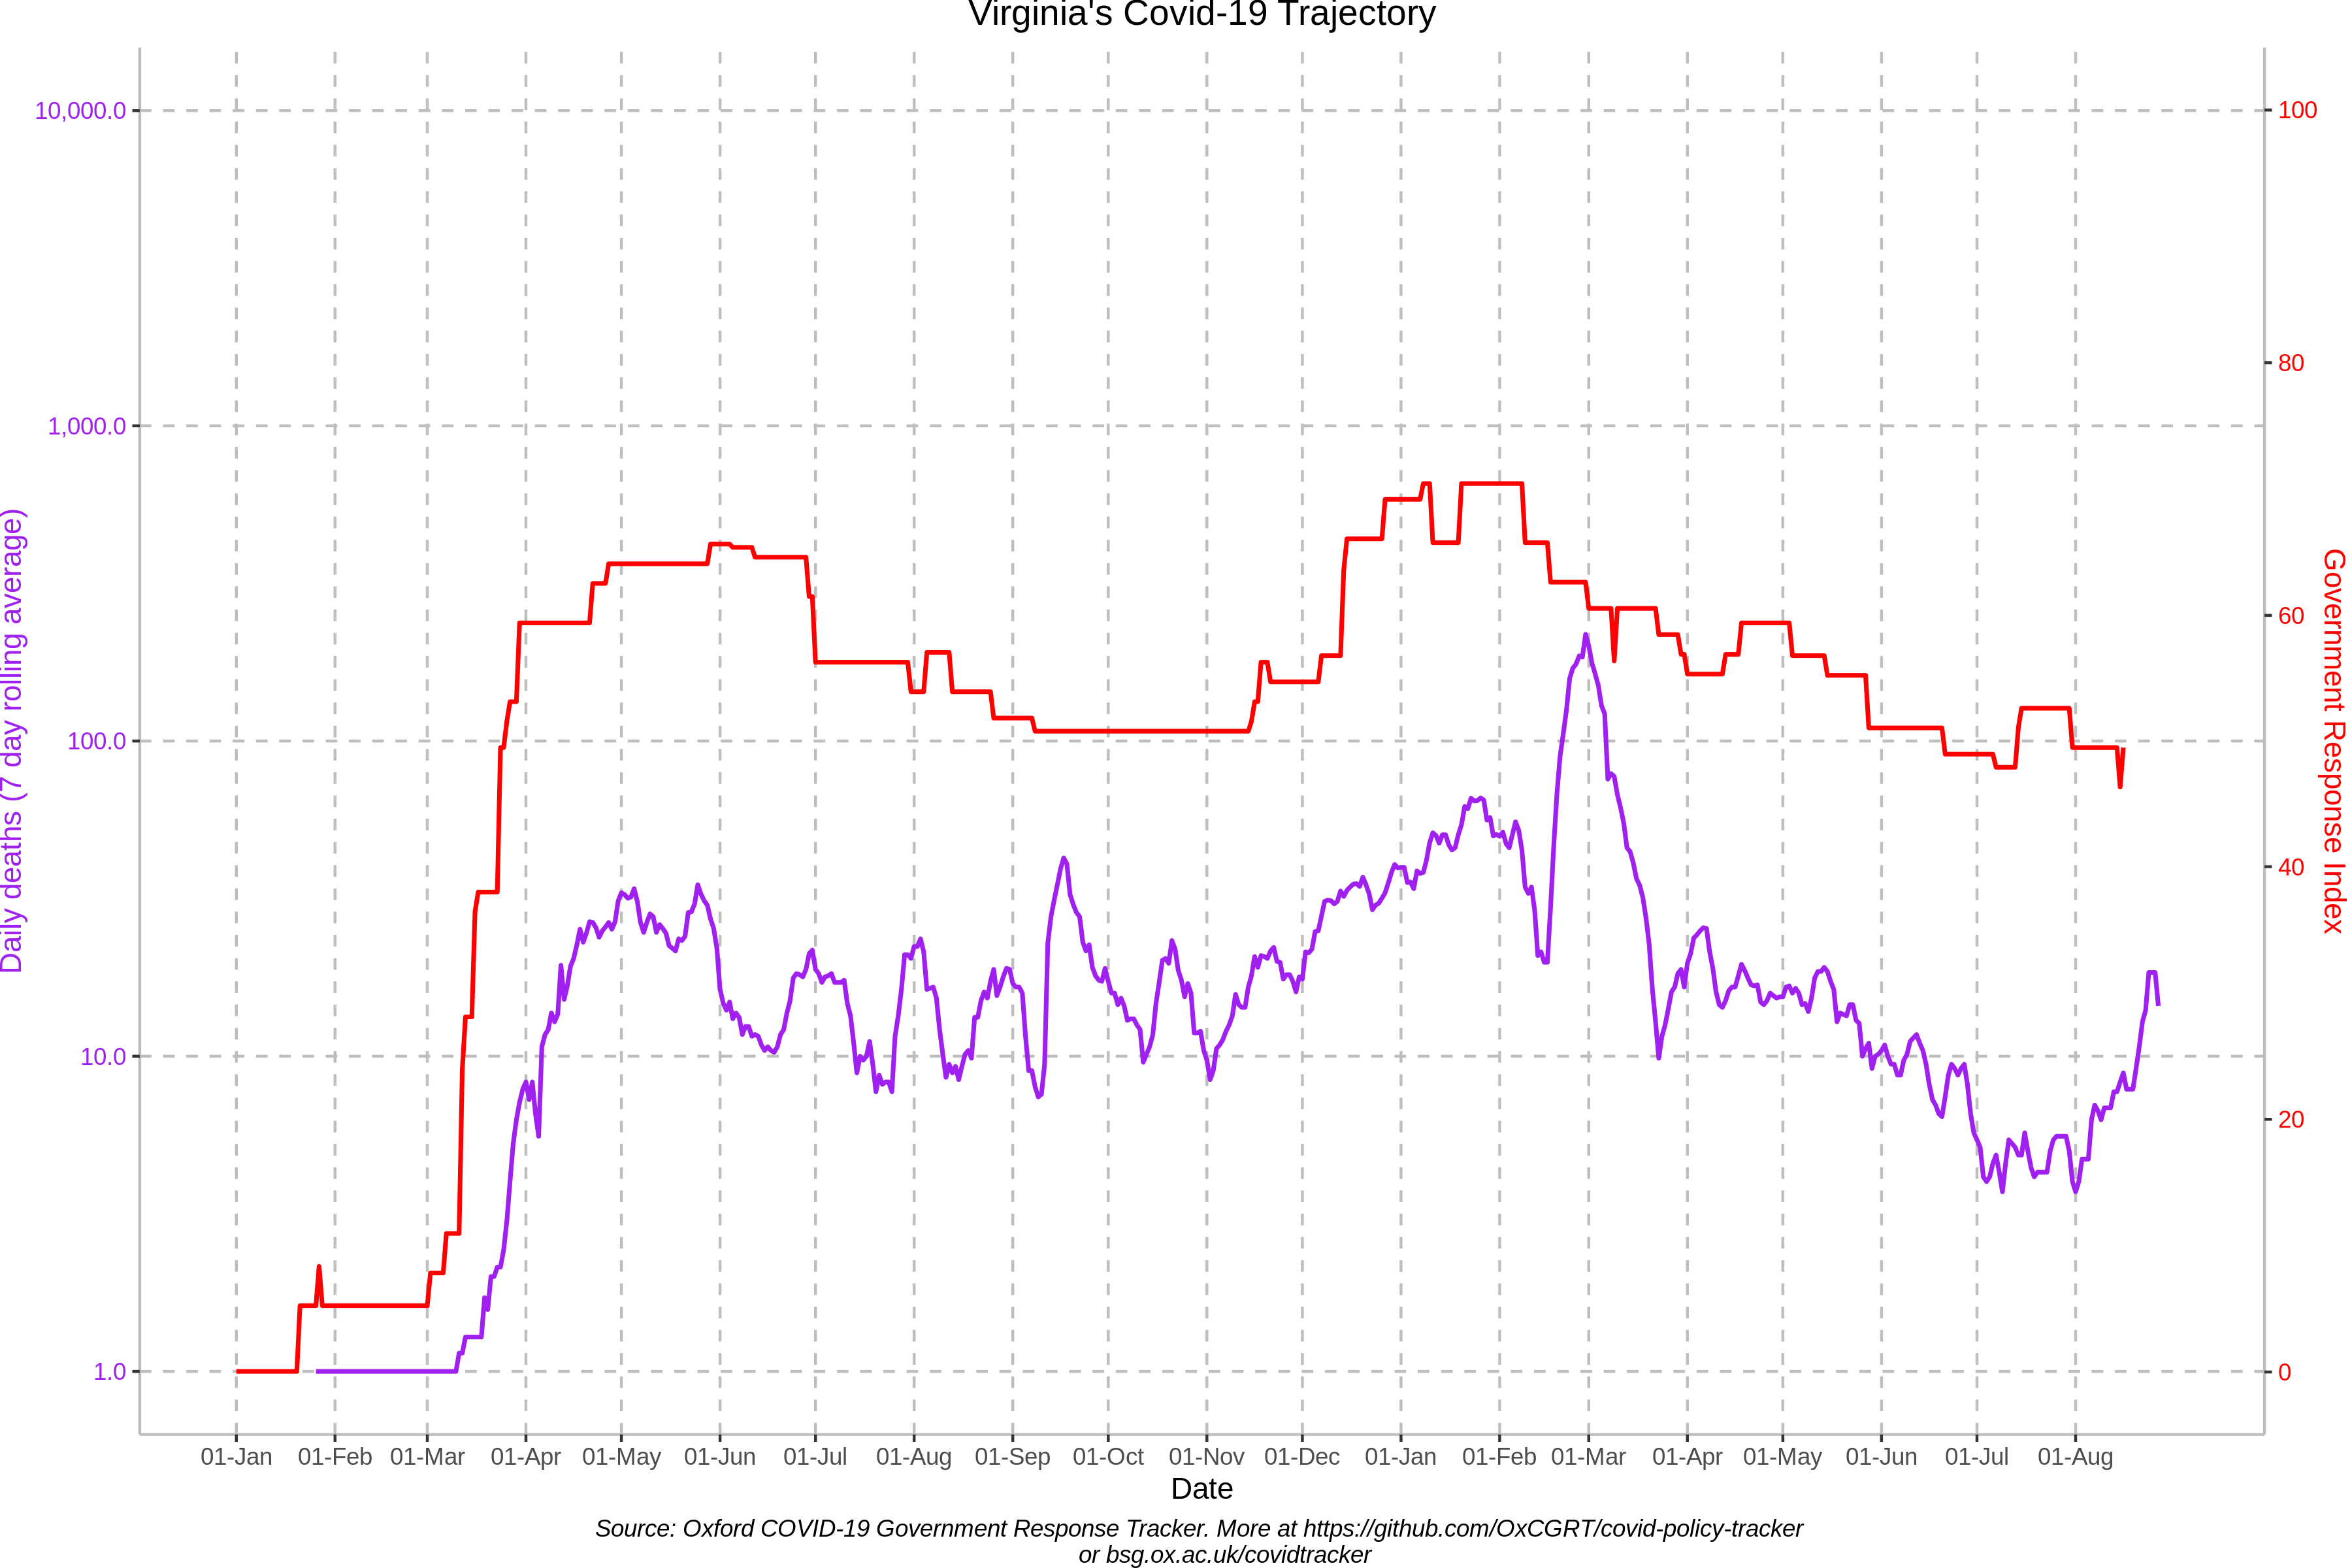 Virginia's Covid-19 Trajectory
10,000.0
1,000.0
100.0
10.0
1.0
Daily deaths (7 day rolling average)
100
80
60
40
20
0
Government Response Index
01-Jan 01-Feb 01-Mar 01-Apr 01-May 01-Jun 01-Jul 01-Aug 01-Sep 01-Oct 01-Nov 01-Dec 01-Jan 01-Feb 01-Mar 01-Apr 01-May 01-Jun 01-Jul 01-Aug
Date
Source: Oxford COVID-19 Government Response Tracker. More at https://github.com/OxCGRT/covid-policy-tracker
or bsg.ox.ac.uk/covidtracker